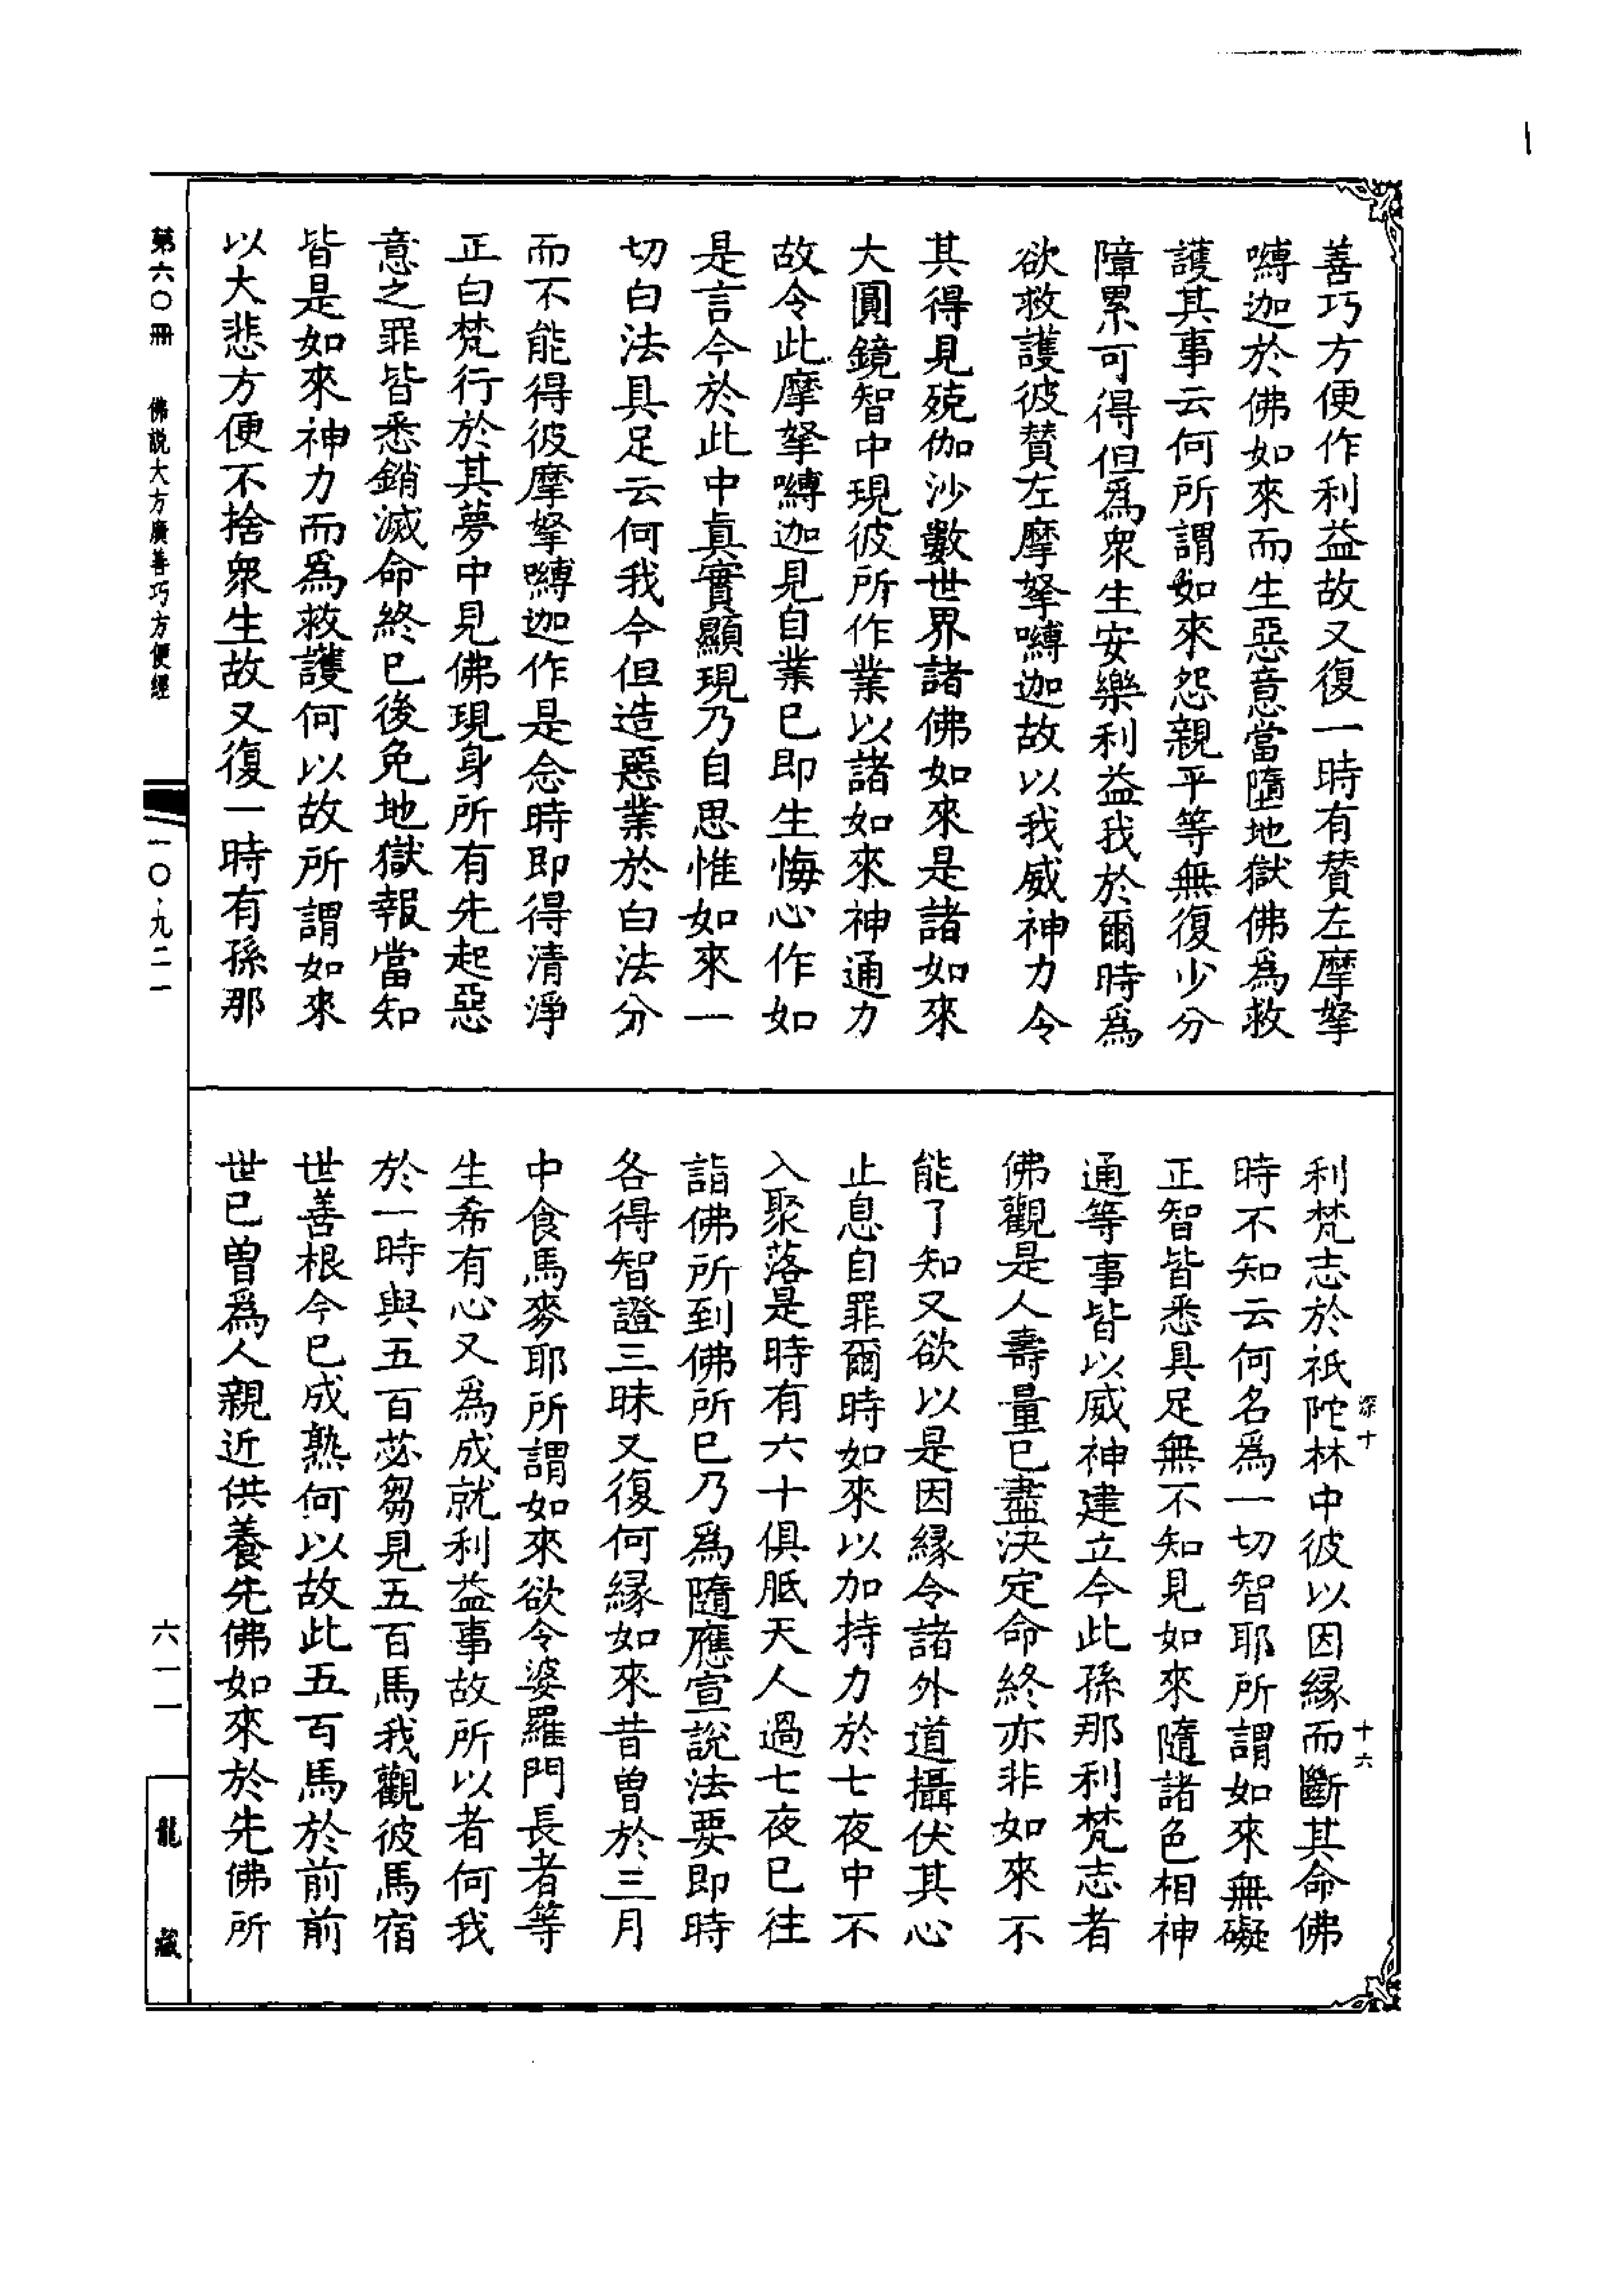 善巧方便作利益故又復一時有賛左摩拏
嚩迦於佛如來而生惡意當墮地獄佛為救
護其事云何所謂如來怨親平等無復少分
障累可得但爲衆生安樂利益我於爾時爲
欲救護彼賛左摩拏嚩迦故以我威神力令
其得見殑伽沙數世界諸佛如來是諸如來
大圓鏡智中現彼所作業以諸如來神通力
故令此摩拏嚩迦見自業已即生悔心作如
是言今於此中眞實顯現乃自思惟如來一
切白法具足云何我今但造惡業於白法分
而不能得彼摩拏嚩迦作是念時即得清淨
正白梵行於其夢中見佛現身所有先起惡
意之罪皆悉銷滅命終已後免地獄報當知
皆是如來神力而爲救護何以故所謂如來
以大悲方便不捨衆生故又復一時有孫那
利梵志於祇陀林中彼以因緣而斷其命佛
時不知云何名爲一切智耶所謂如來無礙
正智皆悉具足無不知見如來隨諸色相神
通等事皆以威神建立今此孫那利梵志者
佛觀是人壽量已盡決定命終亦非如來不
能了知又欲以是因緣令諸外道攝伏其心
止息自罪爾時如來以加持力於七夜中不
入聚落是時有六十俱胝天人過七夜已往
詣佛所到佛所已乃爲隨應宣說法要即時
各得智證三昧又復何緣如來昔曾於三月
中食馬麥耶所謂如來欲令婆羅門長者等
生希有心又爲成就利益事故所以者何我
於一時與五百苾芻見五百馬我觀彼馬宿
世善根今已成熟何以故此五百馬於前前
世已曾爲人親近供養先佛如來於先佛所
深十
十六
第六〇冊 佛說大方廣善巧方便經
一〇·九二一
六一一
龍藏